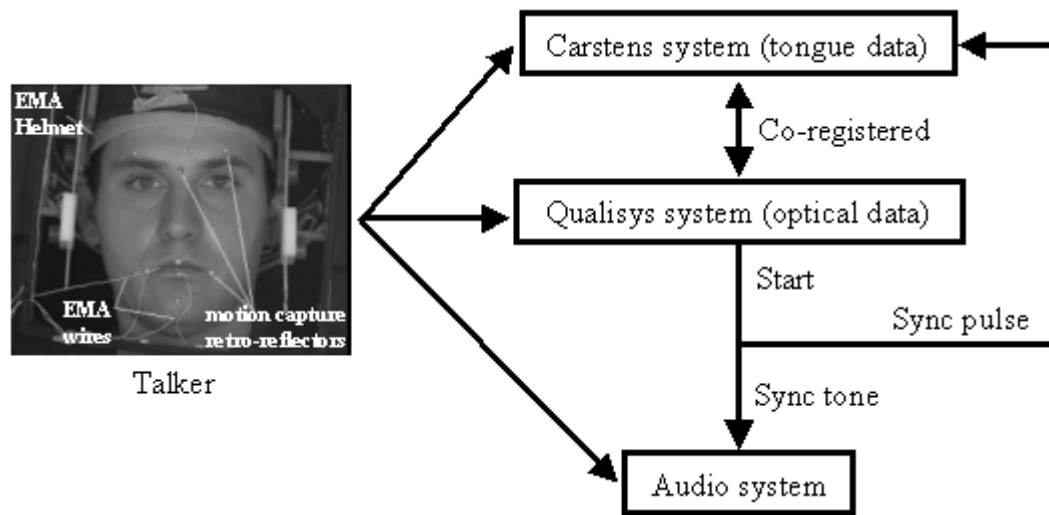 Carstens system (tongue data)
EMA
Helmet
Co-registered
Qualisys system (optical data)
Start
EMA
wires
motion capture
retro-reflectors
Sync pulse
Talker
Sync tone
Audio system